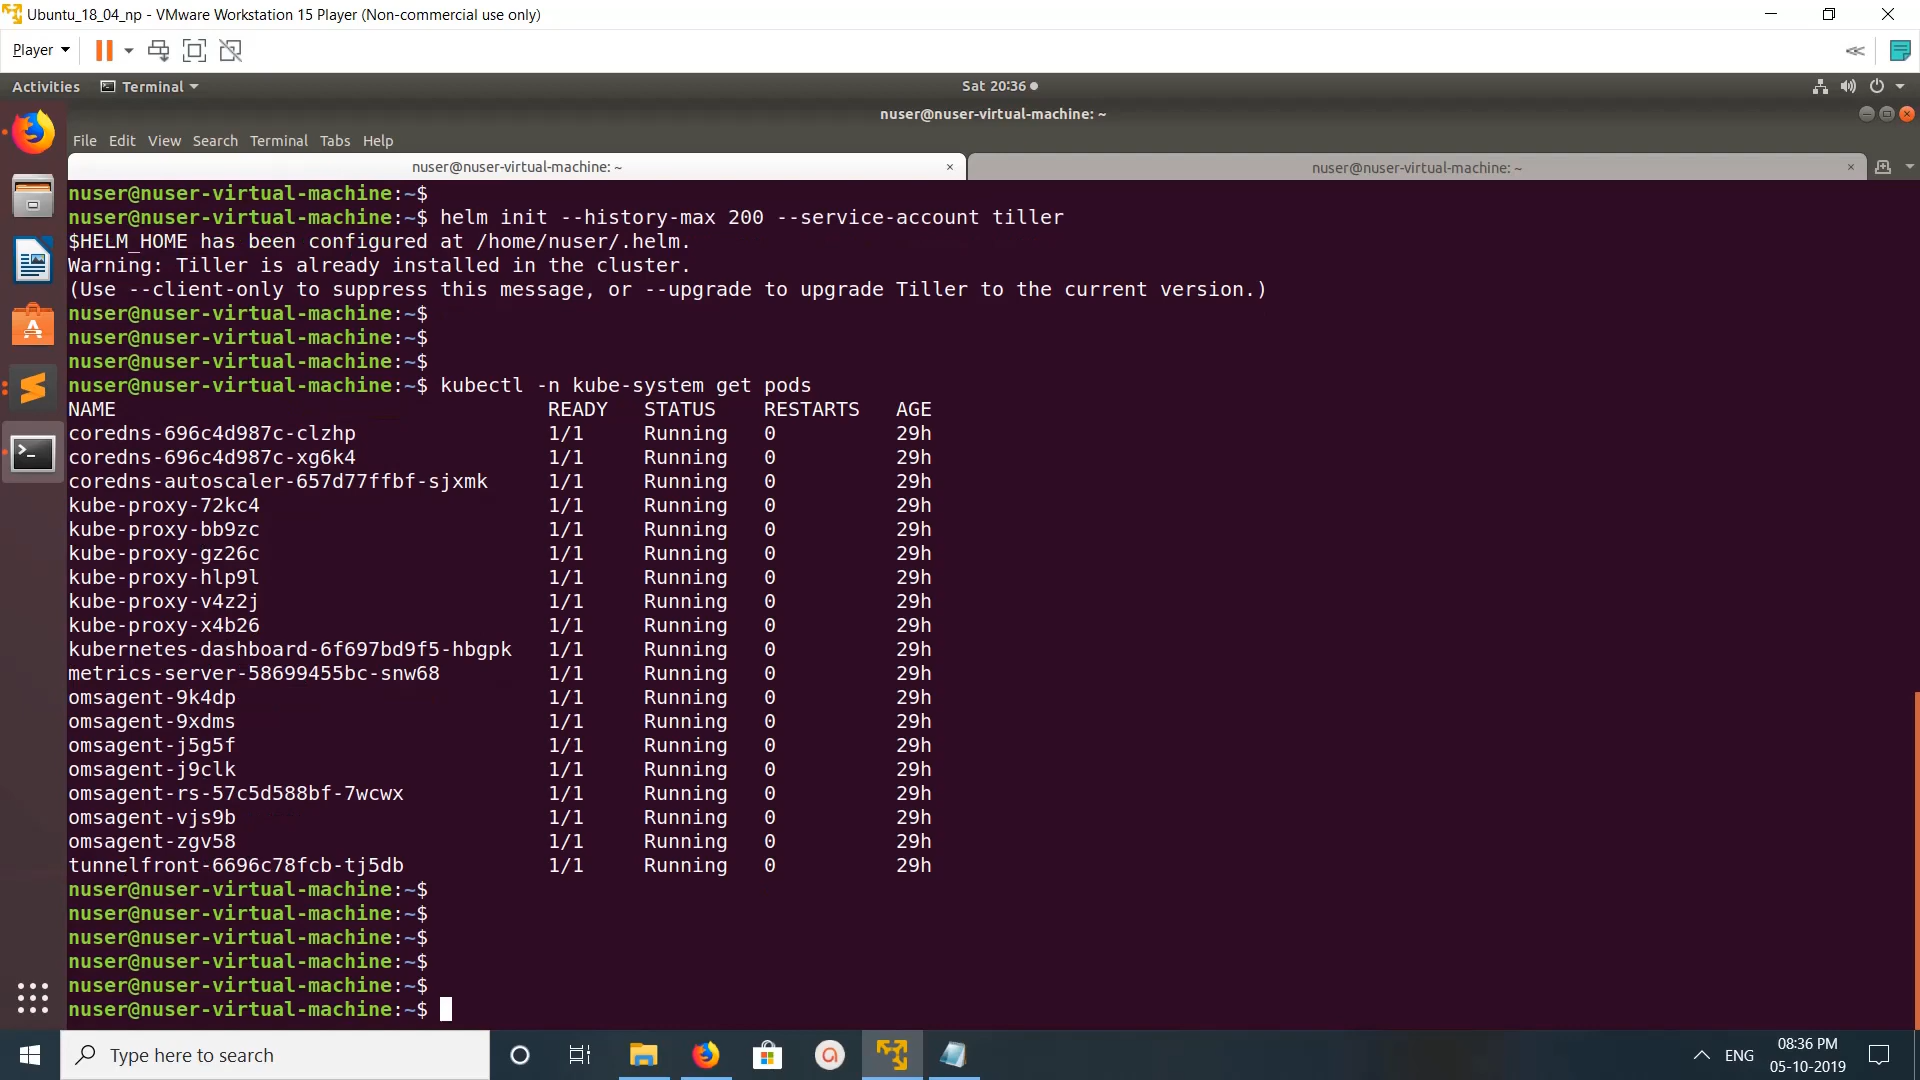 Ubuntu_18_04_np - VMware Workstation 15 Player (Non-commercial use only)
Player
Activities Terminal Sat 20:36
nuser@nuser-virtual-machine: ~
File Edit View Search Terminal Tabs Help
nuser@nuser-virtual-machine: ~ × nuser@nuser-virtual-machine: ~ ×
nuser@nuser-virtual-machine:~$
nuser@nuser-virtual-machine:~$ helm init --history-max 200 --service-account tiller
$HELM_HOME has been configured at /home/nuser/.helm.
Warning: Tiller is already installed in the cluster.
(Use --client-only to suppress this message, or --upgrade to upgrade Tiller to the current version.)
nuser@nuser-virtual-machine:~$
nuser@nuser-virtual-machine:~$
nuser@nuser-virtual-machine:~$
nuser@nuser-virtual-machine:~$ kubectl -n kube-system get pods
NAME READY STATUS RESTARTS AGE
coredns-696c4d987c-clzhp 1/1 Running 0 29h
coredns-696c4d987c-xg6k4 1/1 Running 0 29h
coredns-autoscaler-657d77ffbf-sjxmk 1/1 Running 0 29h
kube-proxy-72kc4 1/1 Running 0 29h
kube-proxy-bb9zc 1/1 Running 0 29h
kube-proxy-gz26c 1/1 Running 0 29h
kube-proxy-hlp9l 1/1 Running 0 29h
kube-proxy-v4z2j 1/1 Running 0 29h
kube-proxy-x4b26 1/1 Running 0 29h
kubernetes-dashboard-6f697bd9f5-hbgpk 1/1 Running 0 29h
metrics-server-58699455bc-snw68 1/1 Running 0 29h
omsagent-9k4dp 1/1 Running 0 29h
omsagent-9xdms 1/1 Running 0 29h
omsagent-j5g5f 1/1 Running 0 29h
omsagent-j9clk 1/1 Running 0 29h
omsagent-rs-57c5d588bf-7wcwx 1/1 Running 0 29h
omsagent-vjs9b 1/1 Running 0 29h
omsagent-zgv58 1/1 Running 0 29h
tunnelfront-6696c78fcb-tj5db 1/1 Running 0 29h
nuser@nuser-virtual-machine:~$
nuser@nuser-virtual-machine:~$
nuser@nuser-virtual-machine:~$
nuser@nuser-virtual-machine:~$
nuser@nuser-virtual-machine:~$
nuser@nuser-virtual-machine:~$
Type here to search
ENG
08:36 PM
05-10-2019